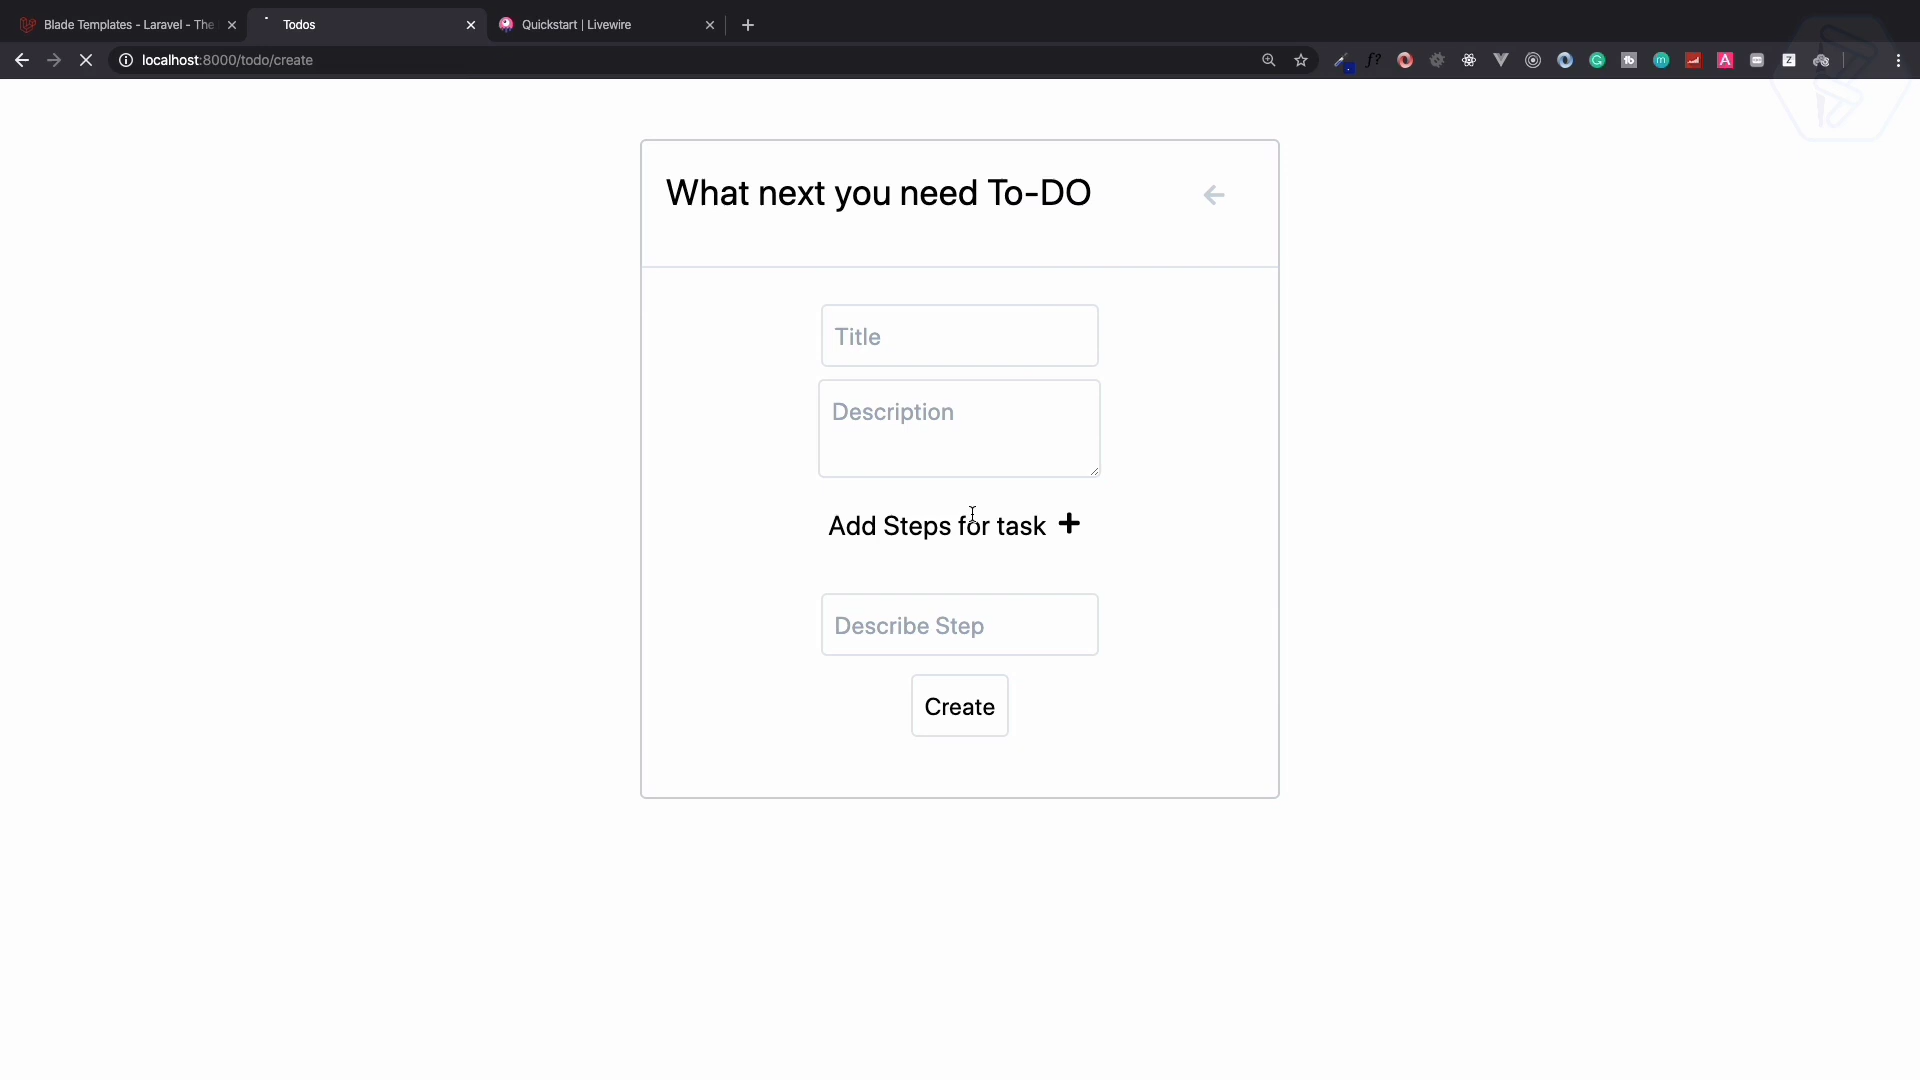 Blade Templates - Laravel - The
Todos
Quickstart | Livewire
localhost:8000/todo/create
What next you need To-DO
Title
Description
Add Steps for task
Describe Step
Create